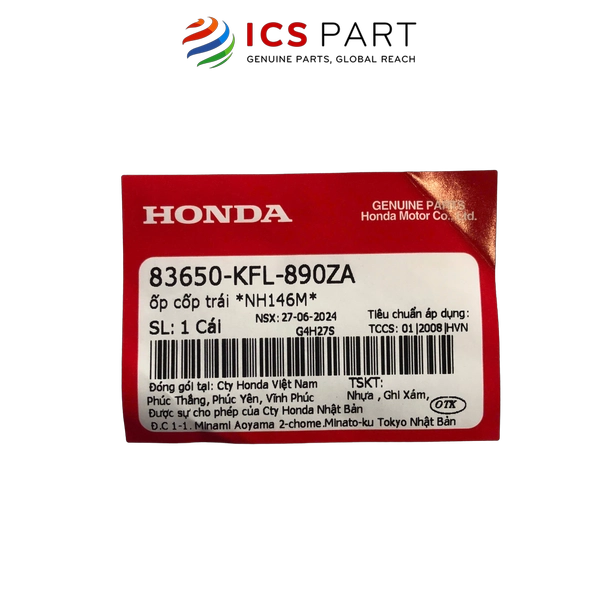 ICS PART
GENUINE PARTS, GLOBAL REACH
HONDA
GENUINE PARTS
Honda Motor Co., Ltd.
83650-KFL-890ZA
ốp cốp trái *NH146M*
SL: 1 Cái
NSX: 27-06-2024
G4H27S
Tiêu chuẩn áp dụng:
TCCS: 01|2008|HVN
Đóng gói tại: Cty Honda Việt Nam
Phúc Thắng, Phúc Yên, Vĩnh Phúc
TSKT:
Nhựa , Ghi Xám,
Được sự cho phép của Cty Honda Nhật Bản
OTK
Đ.C 1-1. Minami Aoyama 2-chome.Minato-ku Tokyo Nhật Bản